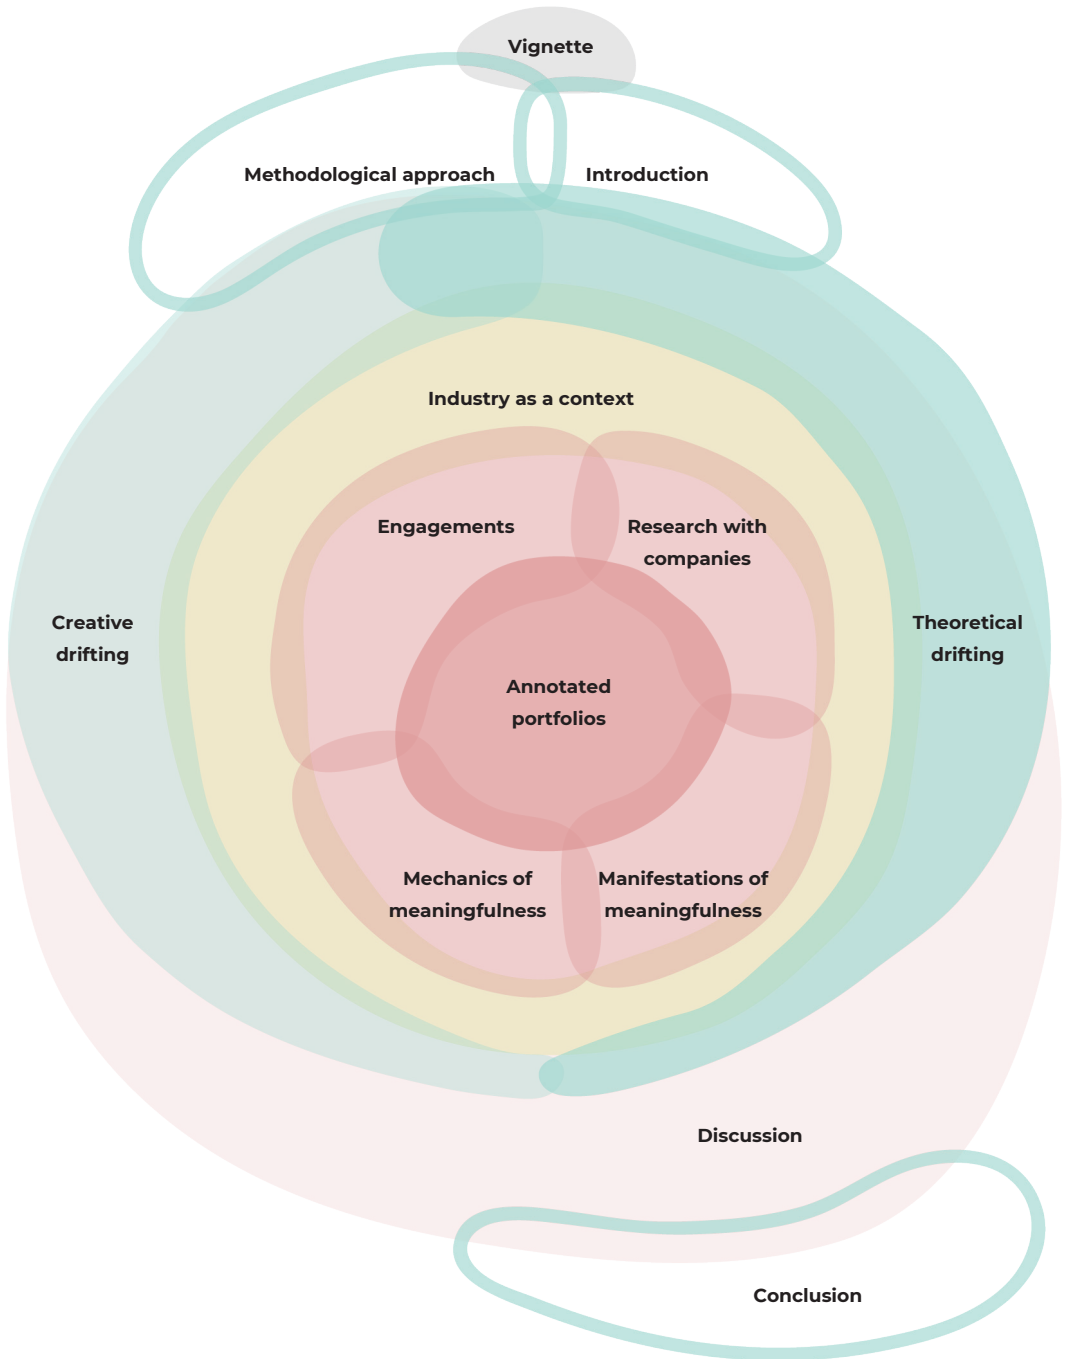 Vignette
Methodological approach
Introduction
Industry as a context
Engagements
Research with
companies
Creative
drifting
Theoretical
drifting
Annotated
portfolios
Mechanics of
meaningfulness
Manifestations of
meaningfulness
Discussion
Conclusion